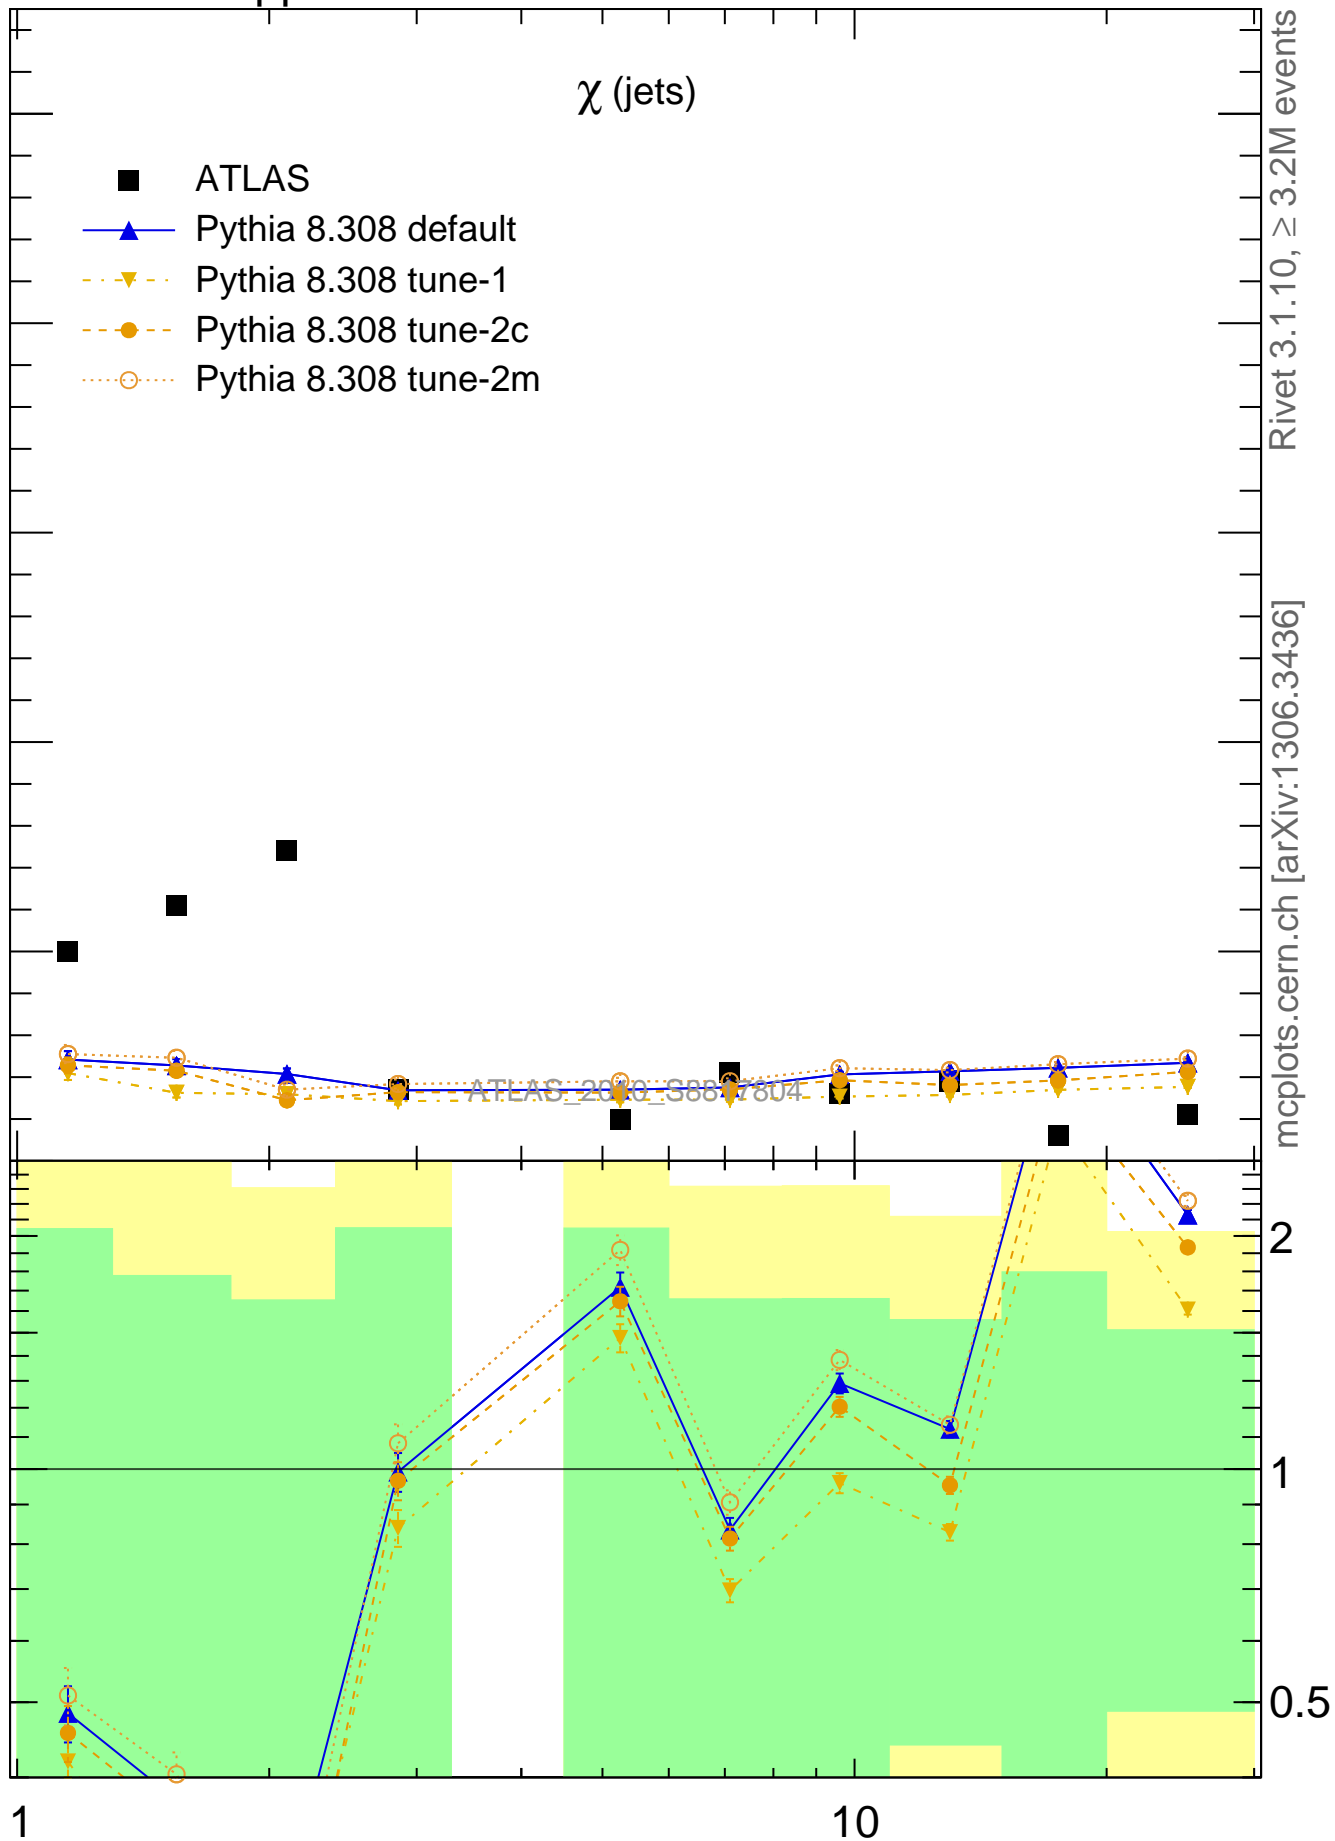 χ (jets)
ATLAS
Pythia 8.308 default
Pythia 8.308 tune-1
Pythia 8.308 tune-2c
Pythia 8.308 tune-2m
Rivet 3.1.10, ≥ 3.2M events
mcplots.cern.ch [arXiv:1306.3436]
2
1
0.5
1
10